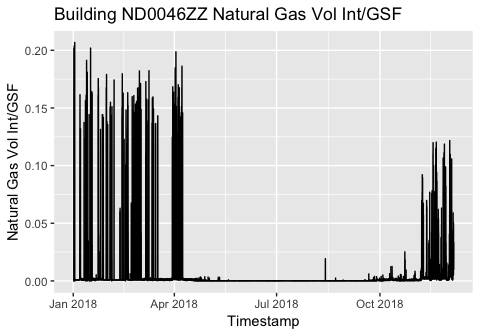 Building ND0046ZZ Natural Gas Vol Int/GSF
Natural Gas Vol Int/GSF
0.20
0.15
0.10
0.05
0.00
Jan 2018 Apr 2018 Jul 2018 Oct 2018
Timestamp